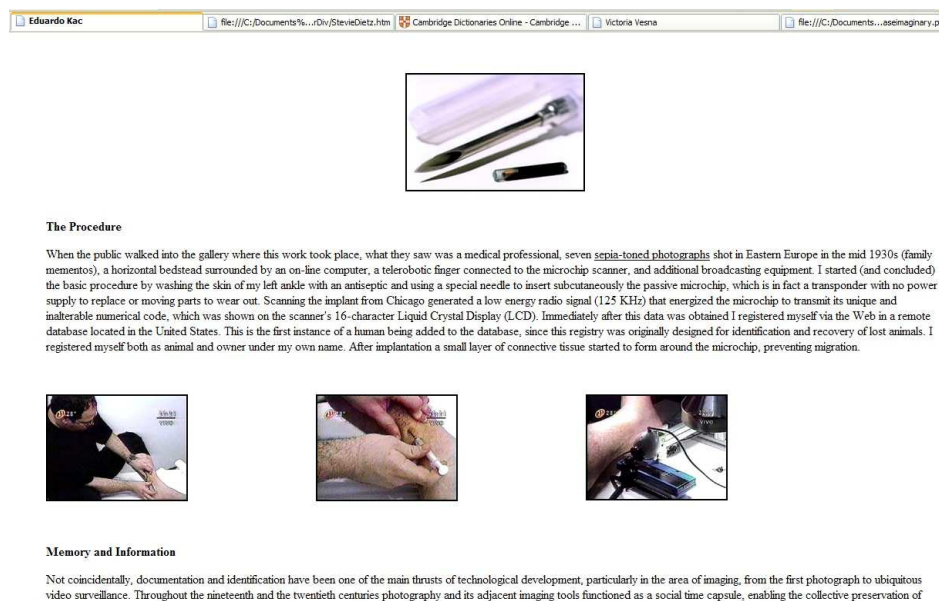 Eduardo Kac
file:///C:/Documents%...rDiv/StevieDietz.htm
Cambridge Dictionaries Online - Cambridge ...
Victoria Vesna
file:///C:/Documents...aseimaginary.p
The Procedure
When the public walked into the gallery where this work took place, what they saw was a medical professional, seven sepia-toned photographs shot in Eastern Europe in the mid 1930s (family
mementos), a horizontal bedstead surrounded by an on-line computer, a telerobotic finger connected to the microchip scanner, and additional broadcasting equipment. I started (and concluded)
the basic procedure by washing the skin of my left ankle with an antiseptic and using a special needle to insert subcutaneously the passive microchip, which is in fact a transponder with no power
supply to replace or moving parts to wear out. Scanning the implant from Chicago generated a low energy radio signal (125 KHz) that energized the microchip to transmit its unique and
inalterable numerical code, which was shown on the scanner's 16-character Liquid Crystal Display (LCD). Immediately after this data was obtained I registered myself via the Web in a remote
database located in the United States. This is the first instance of a human being added to the database, since this registry was originally designed for identification and recovery of lost animals. I
registered myself both as animal and owner under my own name. After implantation a small layer of connective tissue started to form around the microchip, preventing migration.
28°
VIVO
VIVO
28°
VIVO
Memory and Information
Not coincidentally, documentation and identification have been one of the main thrusts of technological development, particularly in the area of imaging, from the first photograph to ubiquitous
video surveillance. Throughout the nineteenth and the twentieth centuries photography and its adjacent imaging tools functioned as a social time capsule, enabling the collective preservation of